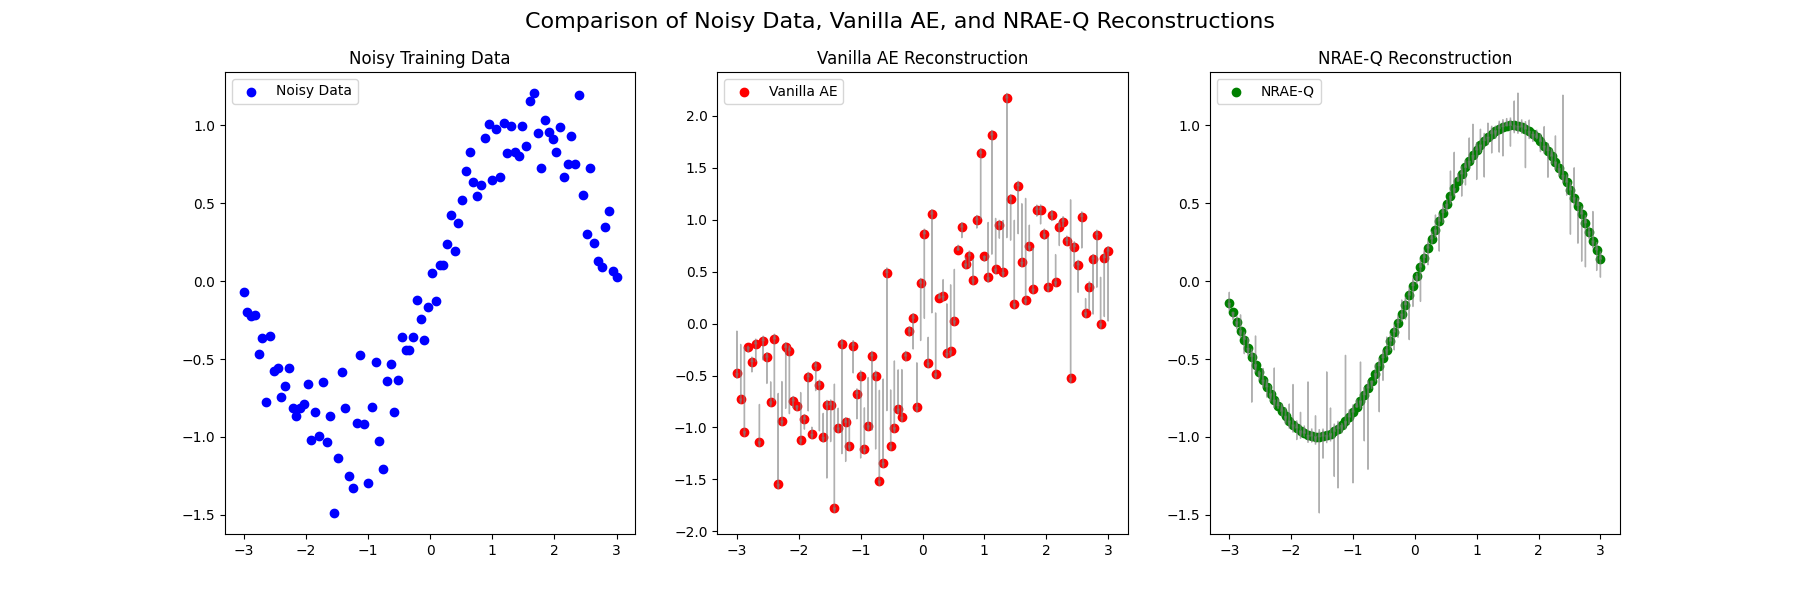 Comparison of Noisy Data, Vanilla AE, and NRAE-Q Reconstructions
Noisy Training Data
Noisy Data
1.0
0.5
0.0
−0.5
−1.0
−1.5
−3 −2 −1 0 1 2 3
Vanilla AE Reconstruction
Vanilla AE
2.0
1.5
1.0
0.5
0.0
−0.5
−1.0
−1.5
−2.0
−3 −2 −1 0 1 2 3
NRAE-Q Reconstruction
NRAE-Q
1.0
0.5
0.0
−0.5
−1.0
−1.5
−3 −2 −1 0 1 2 3